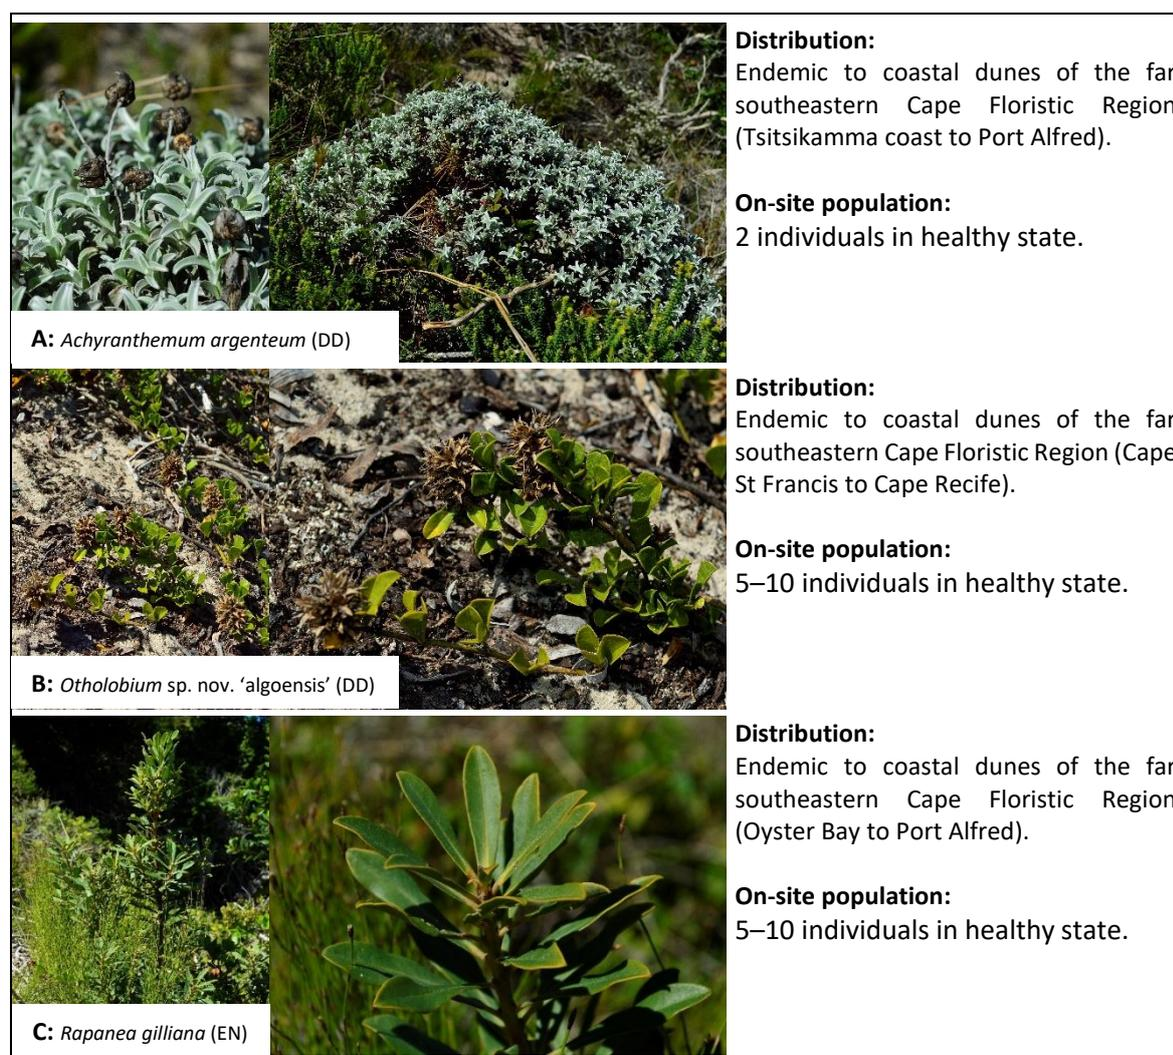 Distribution:
Endemic to coastal dunes of the far
southeastern Cape Floristic Region
(Tsitsikamma coast to Port Alfred).
On-site population:
2 individuals in healthy state.
A: Achyranthemum argenteum (DD)
Distribution:
Endemic to coastal dunes of the far
southeastern Cape Floristic Region (Cape
St Francis to Cape Recife).
On-site population:
5–10 individuals in healthy state.
B: Otholobium sp. nov. ‘algoensis’ (DD)
Distribution:
Endemic to coastal dunes of the far
southeastern Cape Floristic Region
(Oyster Bay to Port Alfred).
On-site population:
5–10 individuals in healthy state.
C: Rapanea gilliana (EN)